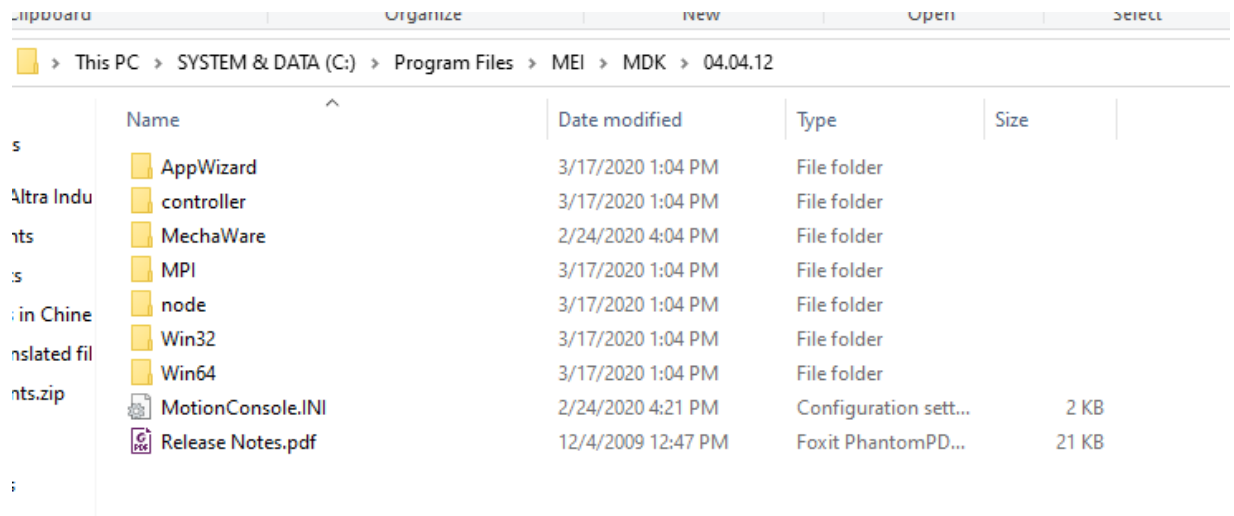 Clipboard Organize New Open Select
This PC > SYSTEM & DATA (C:) > Program Files > MEI > MDK > 04.04.12
Name Date modified Type Size
s
AppWizard 3/17/2020 1:04 PM File folder
Altra Indu
controller 3/17/2020 1:04 PM File folder
nts
MechaWare 2/24/2020 4:04 PM File folder
ts
MPI 3/17/2020 1:04 PM File folder
node 3/17/2020 1:04 PM File folder
s in Chine
Win32 3/17/2020 1:04 PM File folder
nslated fil
Win64 3/17/2020 1:04 PM File folder
nts.zip
MotionConsole.INI 2/24/2020 4:21 PM Configuration sett... 2 KB
Release Notes.pdf 12/4/2009 12:47 PM Foxit PhantomPD... 21 KB
s